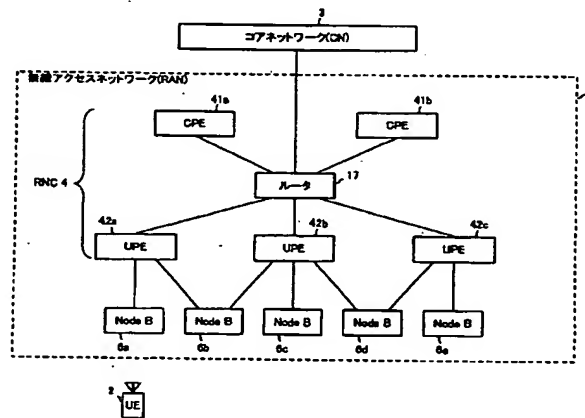 3
コアネットワーク(CN)
無線アクセスネットワーク(RAN)
41a
41b
CPE
CPE
RNC 4
ルータ
17
42a
42b
42c
UPE
UPE
UPE
Node B
Node B
Node B
Node B
Node B
6a
6b
6c
6d
6e
2
UE